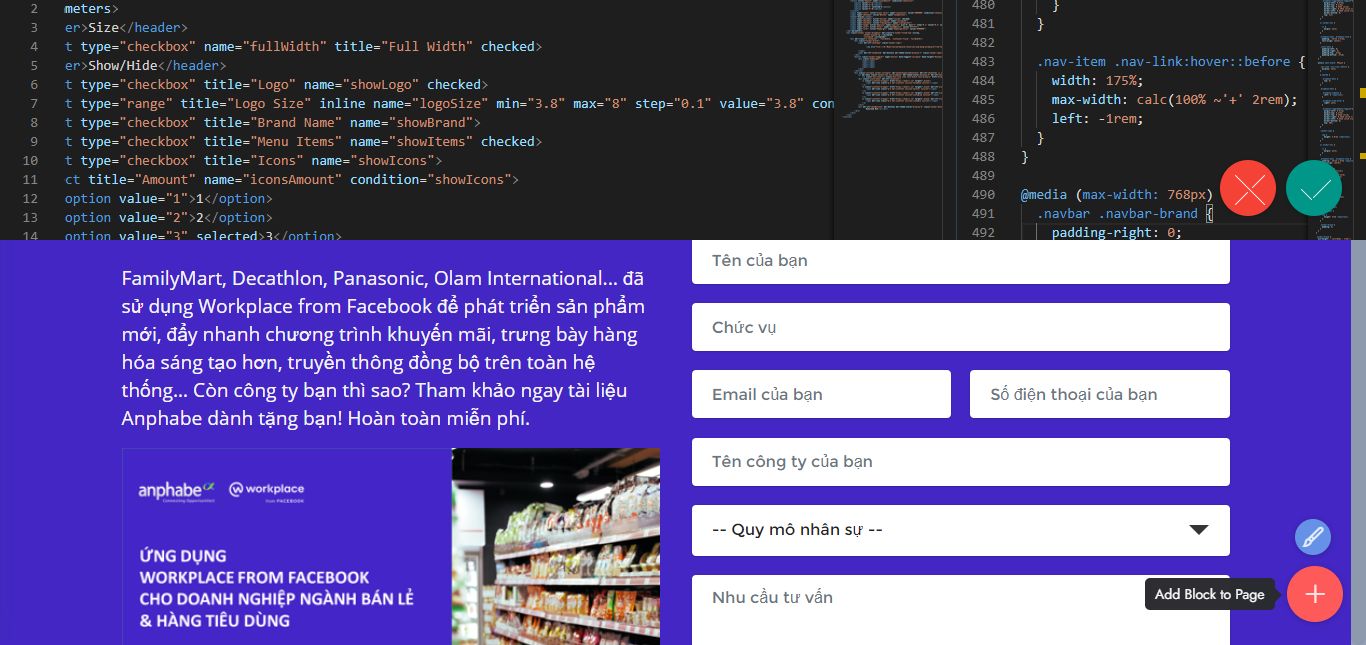 2 meters>
3 er>Size</header>
4 t type="checkbox" name="fullWidth" title="Full Width" checked>
5 er>Show/Hide</header>
6 t type="checkbox" title="Logo" name="showLogo" checked>
7 t type="range" title="Logo Size" inline name="logoSize" min="3.8" max="8" step="0.1" value="3.8" con
8 t type="checkbox" title="Brand Name" name="showBrand">
9 t type="checkbox" title="Menu Items" name="showItems" checked>
10 t type="checkbox" title="Icons" name="showIcons">
11 ct title="Amount" name="iconsAmount" condition="showIcons">
12 option value="1">1</option>
13 option value="2">2</option>
14 option value="3" selected>3</option>
480 }
481 }
482
483 .nav-item .nav-link:hover::before {
484 width: 175%;
485 max-width: calc(100% ~'+' 2rem);
486 left: -1rem;
487 }
488 }
489
490 @media (max-width: 768px)
491 .navbar .navbar-brand {
492 padding-right: 0;
FamilyMart, Decathlon, Panasonic, Olam International... đã
sử dụng Workplace from Facebook để phát triển sản phẩm
mới, đẩy nhanh chương trình khuyến mãi, trưng bày hàng
hóa sáng tạo hơn, truyền thông đồng bộ trên toàn hệ
thống... Còn công ty bạn thì sao? Tham khảo ngay tài liệu
Anphabe dành tặng bạn! Hoàn toàn miễn phí.
anphabe
Connecting Opportunities
workplace
from FACEBOOK
ỨNG DỤNG
WORKPLACE FROM FACEBOOK
CHO DOANH NGHIỆP NGÀNH BÁN LẺ
& HÀNG TIÊU DÙNG
Tên của bạn
Chức vụ
Email của bạn
Số điện thoại của bạn
Tên công ty của bạn
-- Quy mô nhân sự --
Nhu cầu tư vấn
Add Block to Page